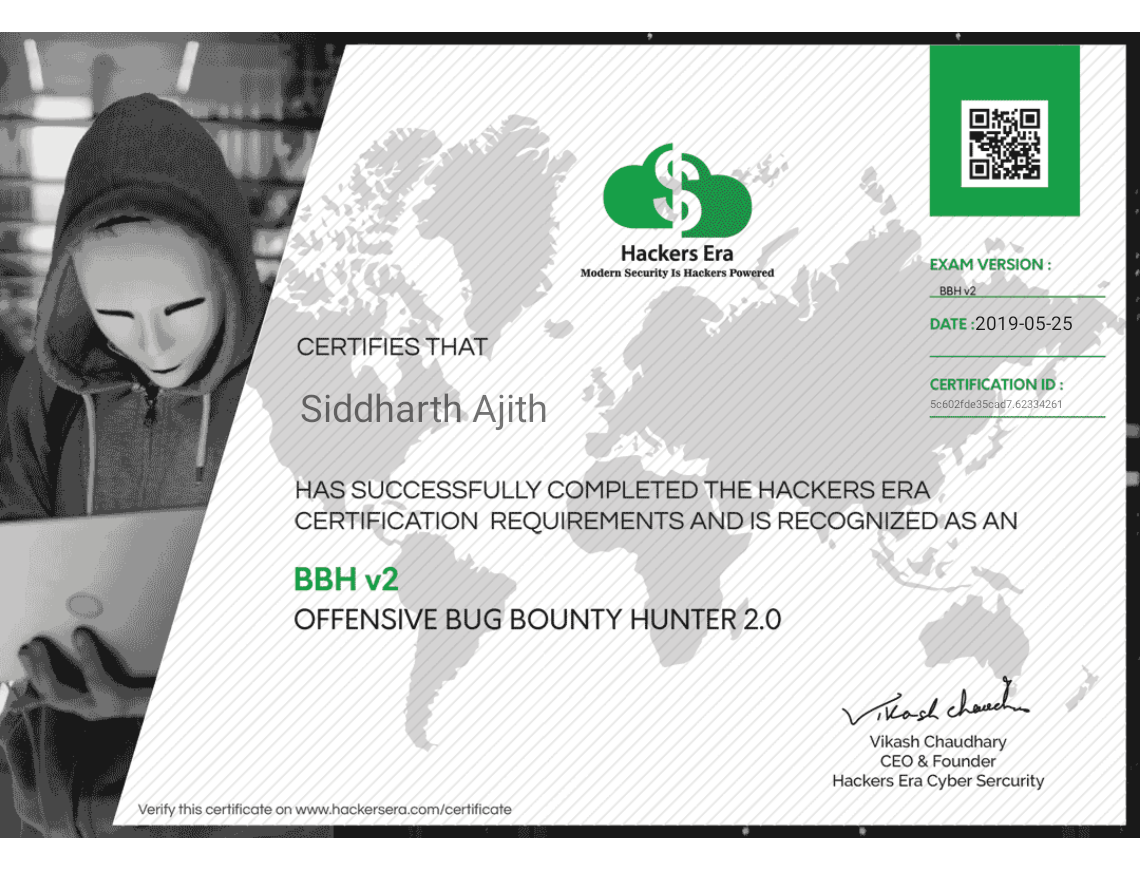 Hackers Era
Modern Security Is Hackers Powered
EXAM VERSION :
BBH v2
DATE :2019-05-25
CERTIFICATION ID :
5c602fde35cad7.62334261
CERTIFIES THAT
Siddharth Ajith
HAS SUCCESSFULLY COMPLETED THE HACKERS ERA
CERTIFICATION REQUIREMENTS AND IS RECOGNIZED AS AN
BBH v2
OFFENSIVE BUG BOUNTY HUNTER 2.0
Vikash Chaudhary
CEO & Founder
Hackers Era Cyber Sercurity
Verify this certificate on www.hackersera.com/certificate